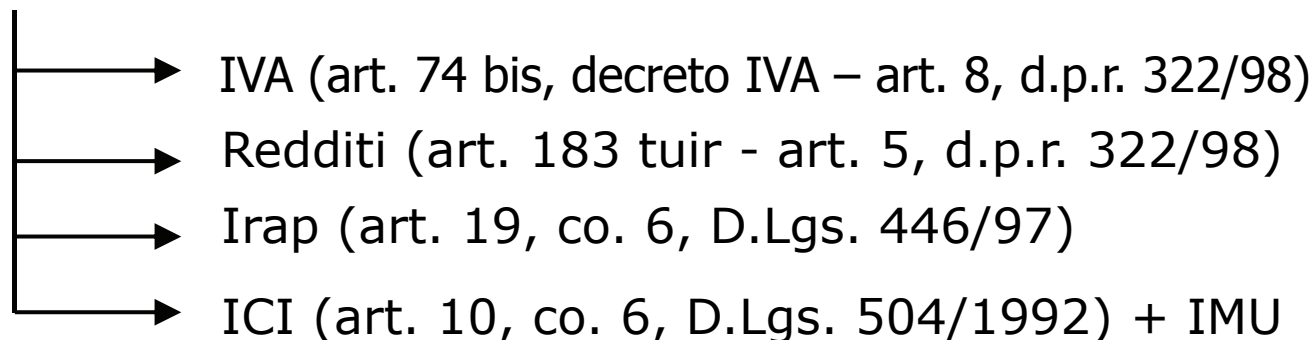 IVA (art. 74 bis, decreto IVA – art. 8, d.p.r. 322/98)
Redditi (art. 183 tuir - art. 5, d.p.r. 322/98)
Irap (art. 19, co. 6, D.Lgs. 446/97)
ICI (art. 10, co. 6, D.Lgs. 504/1992) + IMU